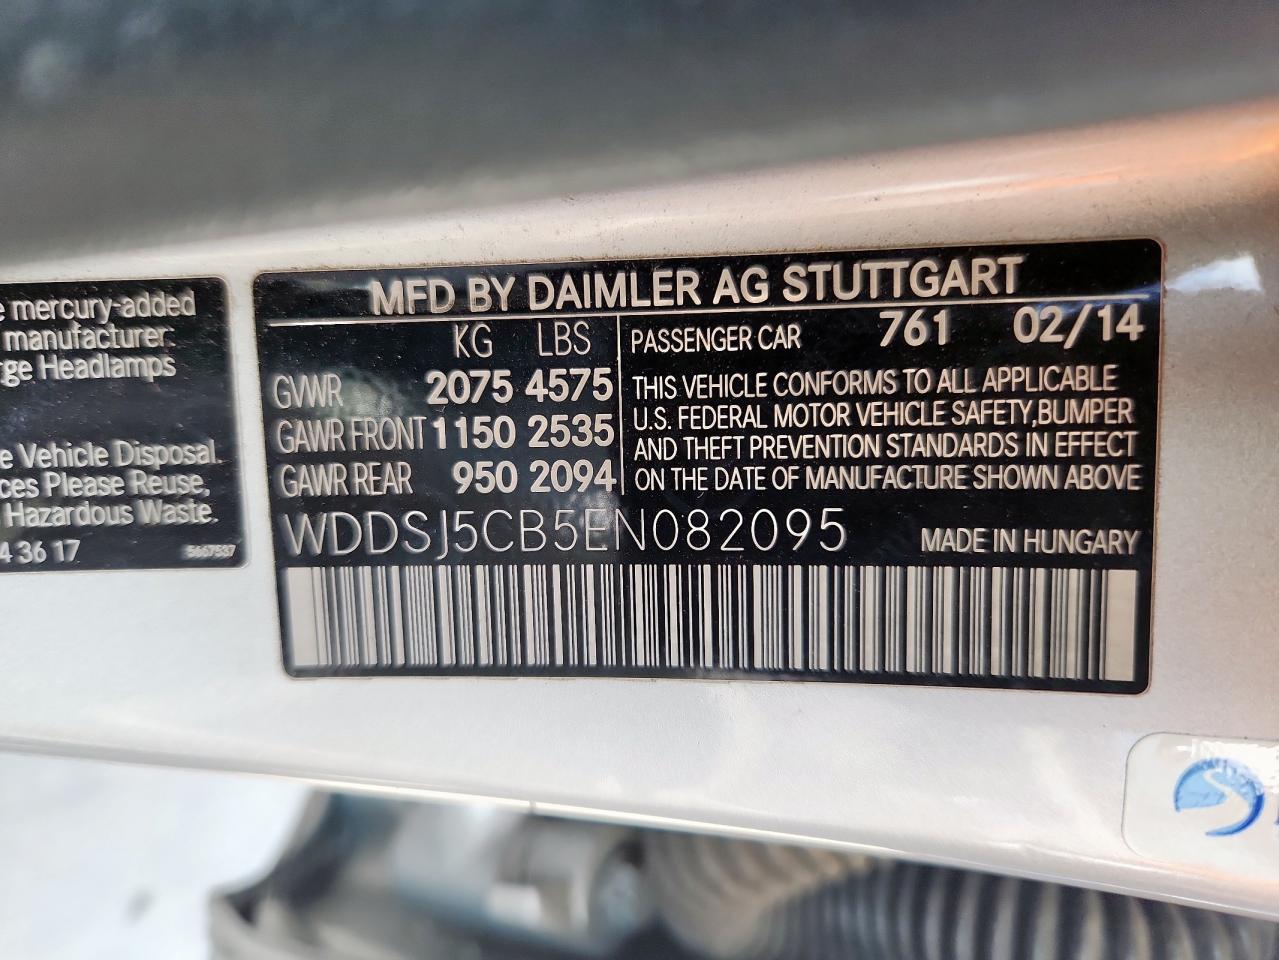 e mercury-added
manufacturer:
rge Headlamps
e Vehicle Disposal.
ces Please Reuse,
Hazardous Waste.
4 36 17
5667537
MFD BY DAIMLER AG STUTTGART
KG LBS
GVWR 2075 4575
GAWR FRONT 1150 2535
GAWR REAR 950 2094
PASSENGER CAR 761 02/14
THIS VEHICLE CONFORMS TO ALL APPLICABLE
U.S. FEDERAL MOTOR VEHICLE SAFETY,BUMPER
AND THEFT PREVENTION STANDARDS IN EFFECT
ON THE DATE OF MANUFACTURE SHOWN ABOVE
WDDSJ5CB5EN082095 MADE IN HUNGARY